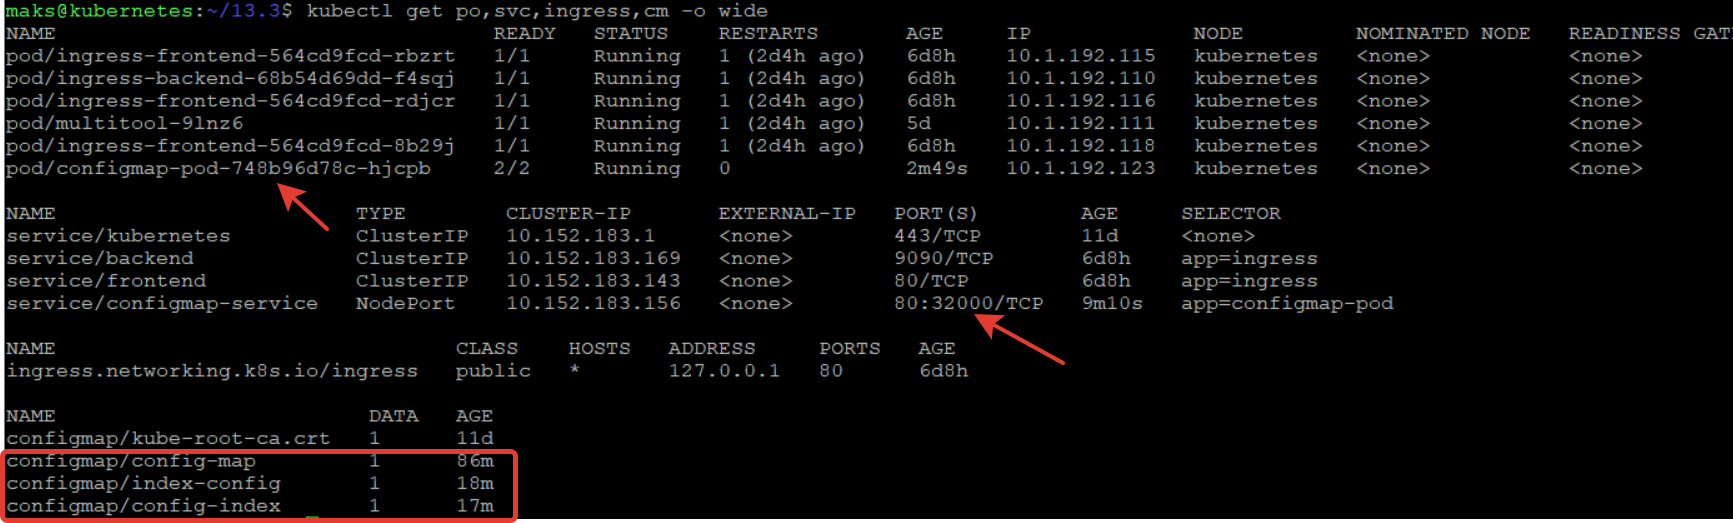 maks@kubernetes:~/13.3$ kubectl get po,svc,ingress,cm -o wide
NAME READY STATUS RESTARTS AGE IP NODE NOMINATED NODE READINESS GAT
pod/ingress-frontend-564cd9fcd-rbzrt 1/1 Running 1 (2d4h ago) 6d8h 10.1.192.115 kubernetes <none> <none>
pod/ingress-backend-68b54d69dd-f4sqj 1/1 Running 1 (2d4h ago) 6d8h 10.1.192.110 kubernetes <none> <none>
pod/ingress-frontend-564cd9fcd-rdjcr 1/1 Running 1 (2d4h ago) 6d8h 10.1.192.116 kubernetes <none> <none>
pod/multitool-9lnz6 1/1 Running 1 (2d4h ago) 5d 10.1.192.111 kubernetes <none> <none>
pod/ingress-frontend-564cd9fcd-8b29j 1/1 Running 1 (2d4h ago) 6d8h 10.1.192.118 kubernetes <none> <none>
pod/configmap-pod-748b96d78c-hjcpb 2/2 Running 0 2m49s 10.1.192.123 kubernetes <none> <none>
NAME TYPE CLUSTER-IP EXTERNAL-IP PORT(S) AGE SELECTOR
service/kubernetes ClusterIP 10.152.183.1 <none> 443/TCP 11d <none>
service/backend ClusterIP 10.152.183.169 <none> 9090/TCP 6d8h app=ingress
service/frontend ClusterIP 10.152.183.143 <none> 80/TCP 6d8h app=ingress
service/configmap-service NodePort 10.152.183.156 <none> 80:32000/TCP 9m10s app=configmap-pod
NAME CLASS HOSTS ADDRESS PORTS AGE
ingress.networking.k8s.io/ingress public * 127.0.0.1 80 6d8h
NAME DATA AGE
configmap/kube-root-ca.crt 1 11d
configmap/config-map 1 86m
configmap/index-config 1 18m
configmap/config-index 1 17m